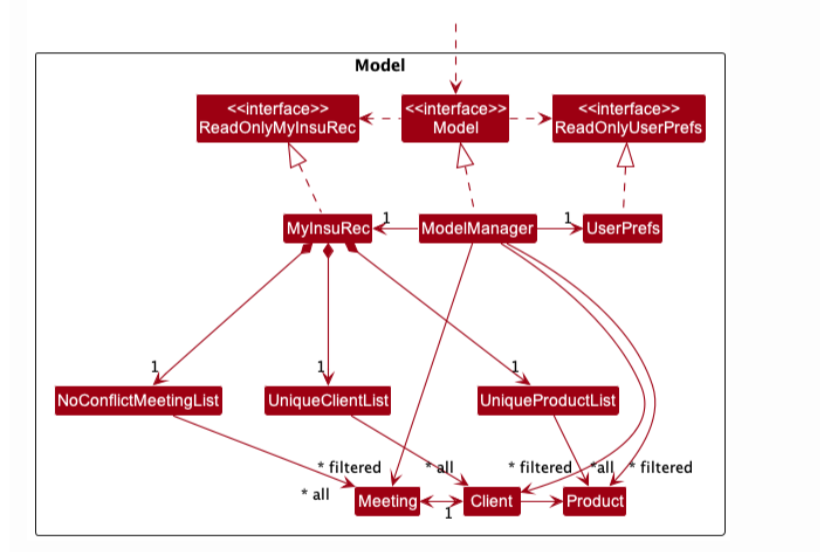 Model
<<interface>>
ReadOnlyMyInsuRec
<<interface>>
Model
<<interface>>
ReadOnlyUserPrefs
MyInsuRec
1
ModelManager
1
UserPrefs
1
1
1
NoConflictMeetingList
UniqueClientList
UniqueProductList
* filtered
* all
* filtered
*all
* filtered
* all
Meeting
1
Client
Product